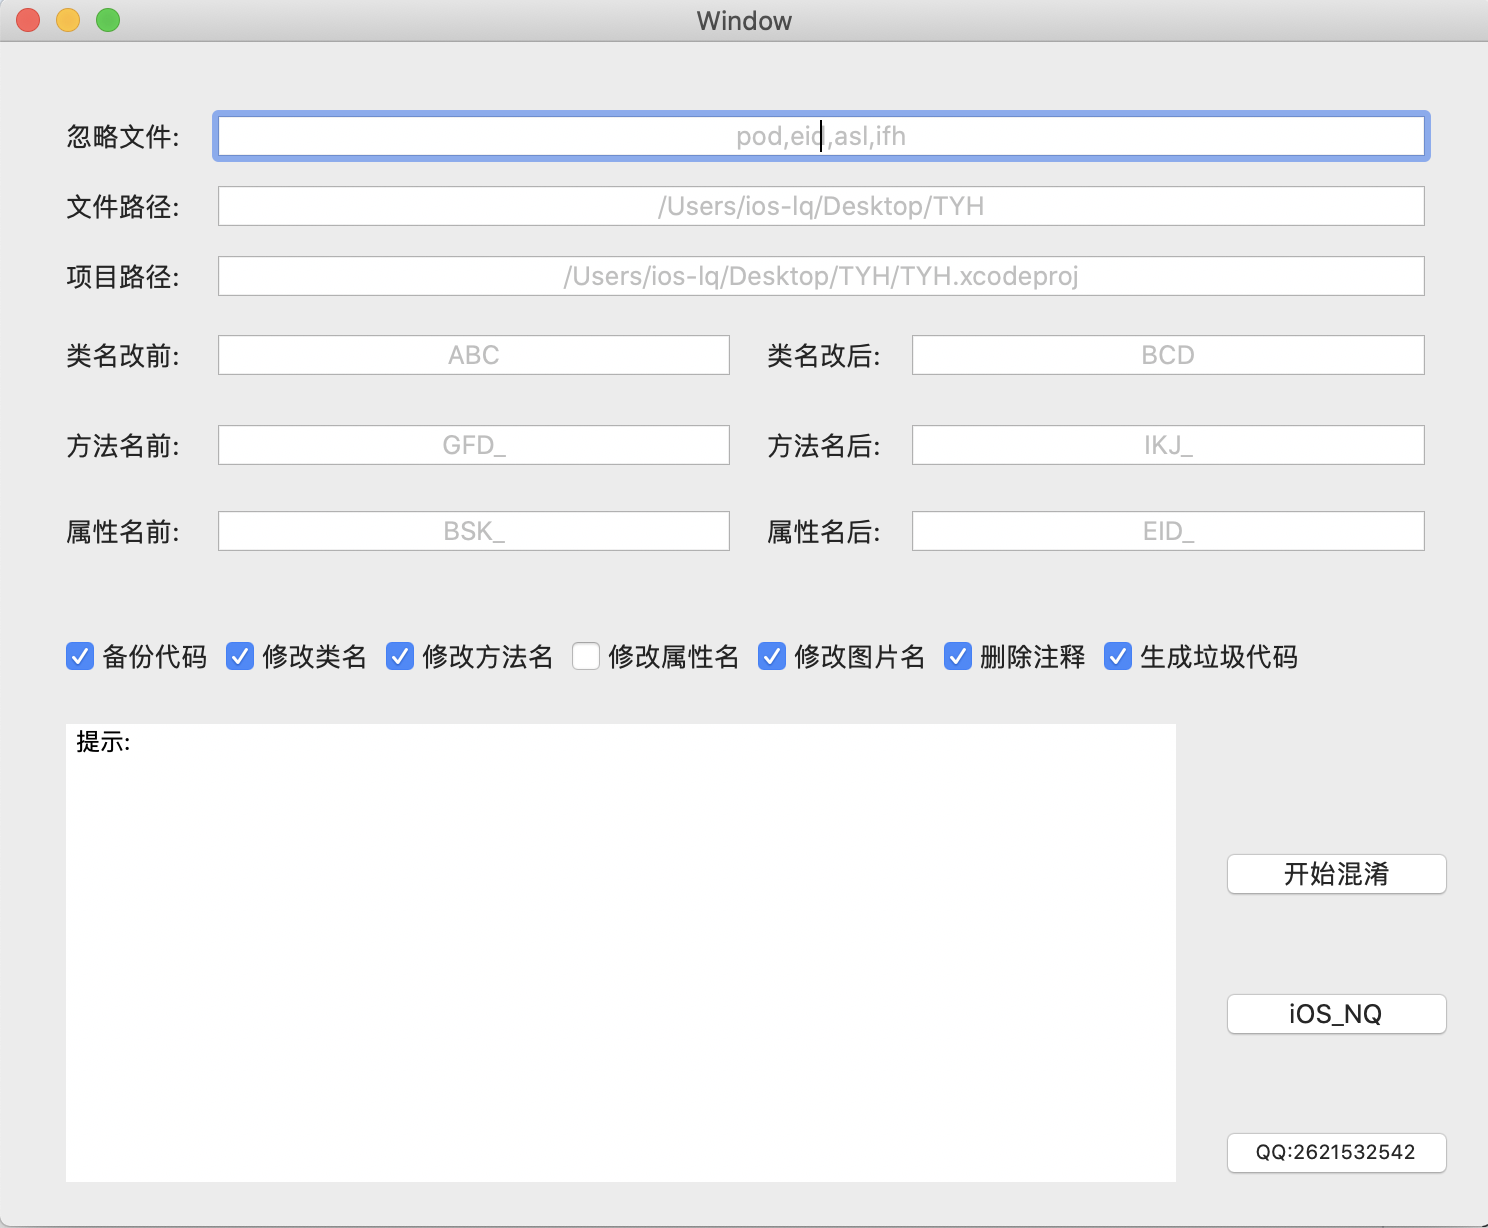 Window
忽略文件: pod,eid,asl,ifh
文件路径: /Users/ios-lq/Desktop/TYH
项目路径: /Users/ios-lq/Desktop/TYH/TYH.xcodeproj
类名改前: ABC 类名改后: BCD
方法名前: GFD_ 方法名后: IKJ_
属性名前: BSK_ 属性名后: EID_
备份代码 修改类名 修改方法名 修改属性名 修改图片名 删除注释 生成垃圾代码
提示:
开始混淆
iOS_NQ
QQ:2621532542